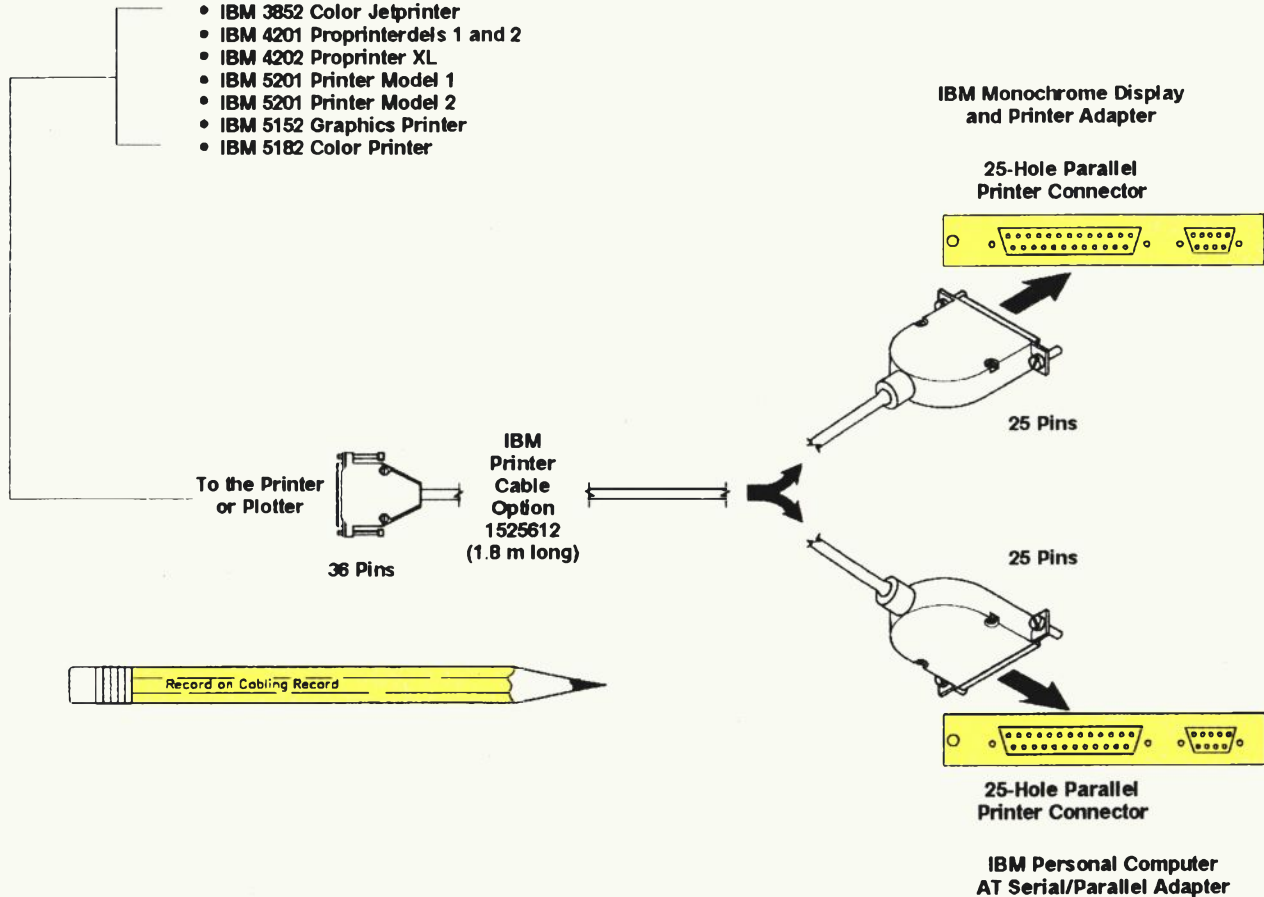 • IBM 3852 Color Jetprinter
• IBM 4201 Proprinterdels 1 and 2
• IBM 4202 Proprinter XL
• IBM 5201 Printer Model 1
• IBM 5201 Printer Model 2
• IBM 5152 Graphics Printer
• IBM 5182 Color Printer
IBM Monochrome Display
and Printer Adapter
25-Hole Parallel
Printer Connector
25 Pins
To the Printer
or Plotter
36 Pins
IBM
Printer
Cable
Option
1525612
(1.8 m long)
25 Pins
Record on Cabling Record
25-Hole Parallel
Printer Connector
IBM Personal Computer
AT Serial/Parallel Adapter